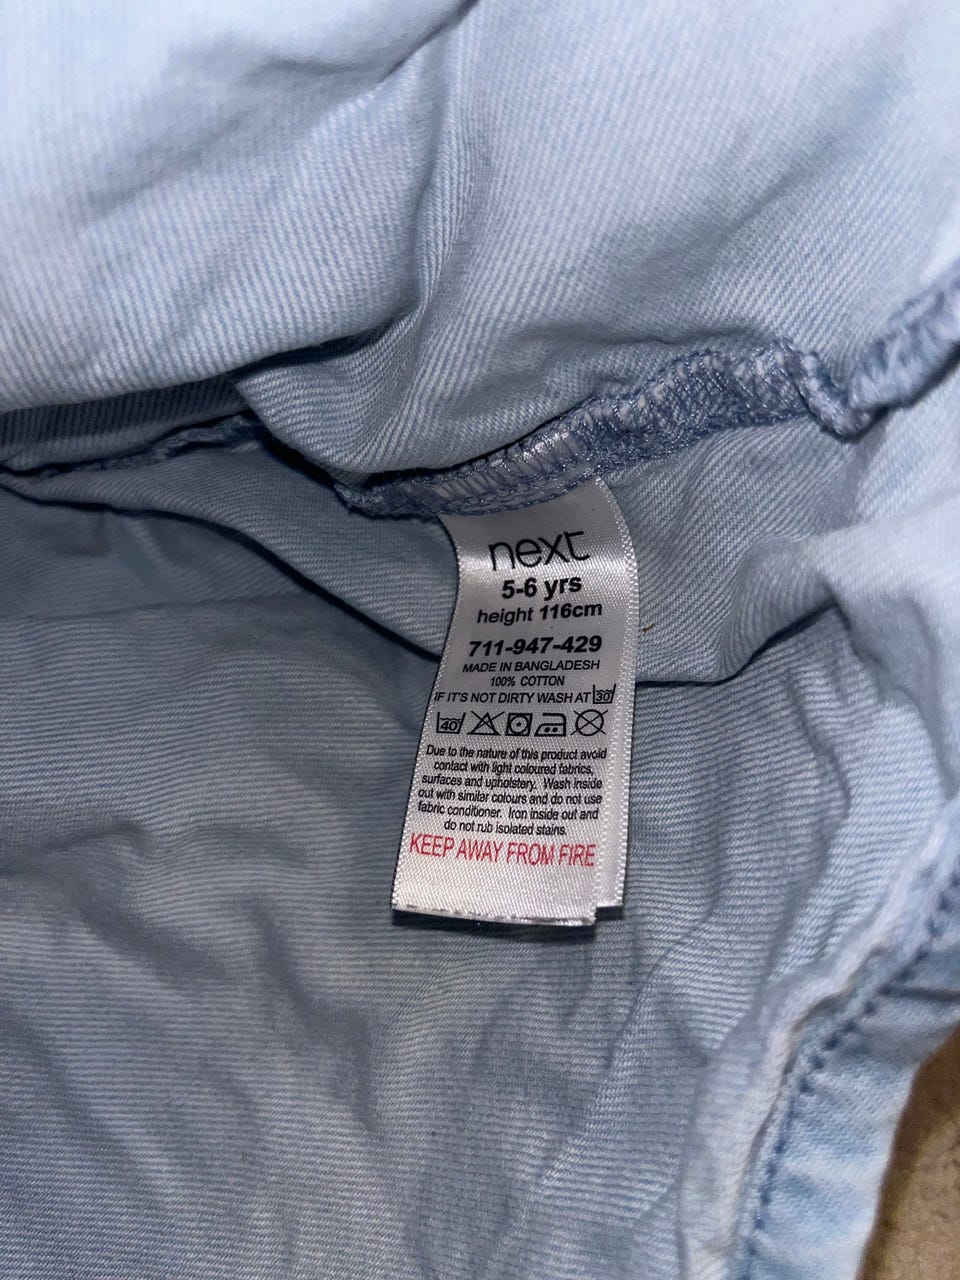 next
5-6 yrs
height 116cm
711-947-429
MADE IN BANGLADESH
100% COTTON
IF IT'S NOT DIRTY WASH AT 30
40
Due to the nature of this product avoid
contact with light coloured fabrics,
surfaces and upholstery. Wash inside
out with similar colours and do not use
fabric conditioner. Iron inside out and
do not rub isolated stains.
KEEP AWAY FROM FIRE